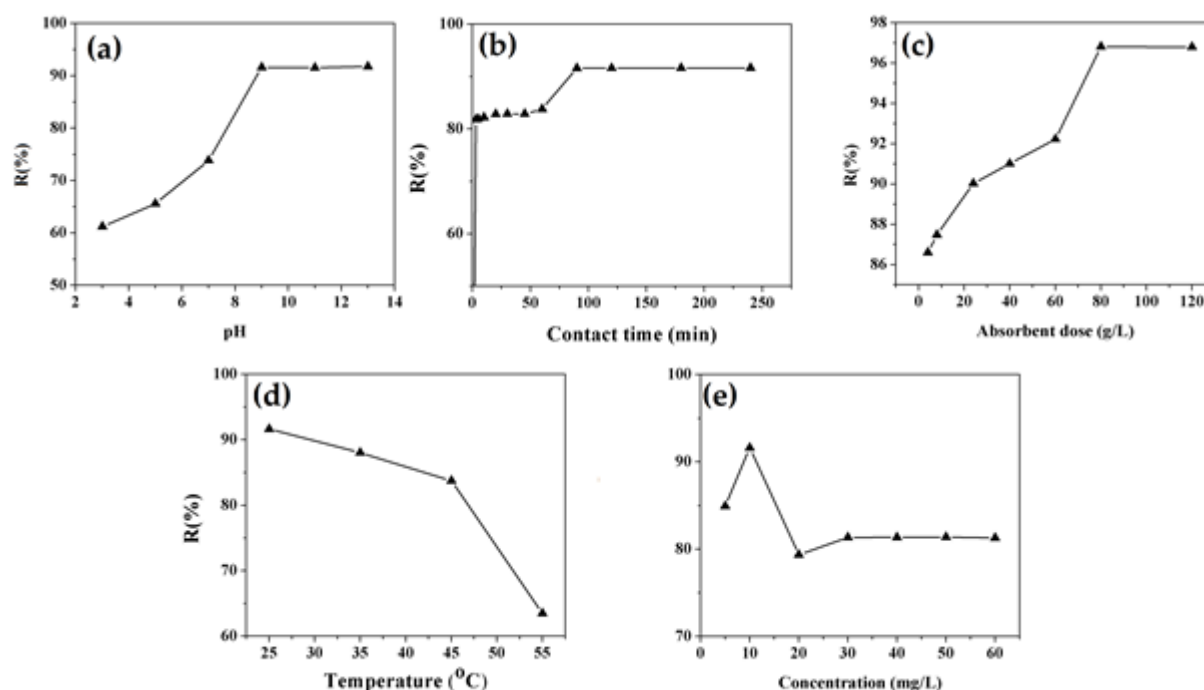 (a)
R(%)
100
90
80
70
60
50
2 4 6 8 10 12 14
pH
(b)
R(%)
100
80
60
0 50 100 150 200 250
Contact time (min)
(c)
R(%)
98
96
94
92
90
88
86
0 20 40 60 80 100 120
Absorbent dose (g/L)
(d)
R(%)
100
90
80
70
60
25 30 35 40 45 50 55
Temperature (°C)
(e)
R(%)
100
90
80
70
0 10 20 30 40 50 60
Concentration (mg/L)